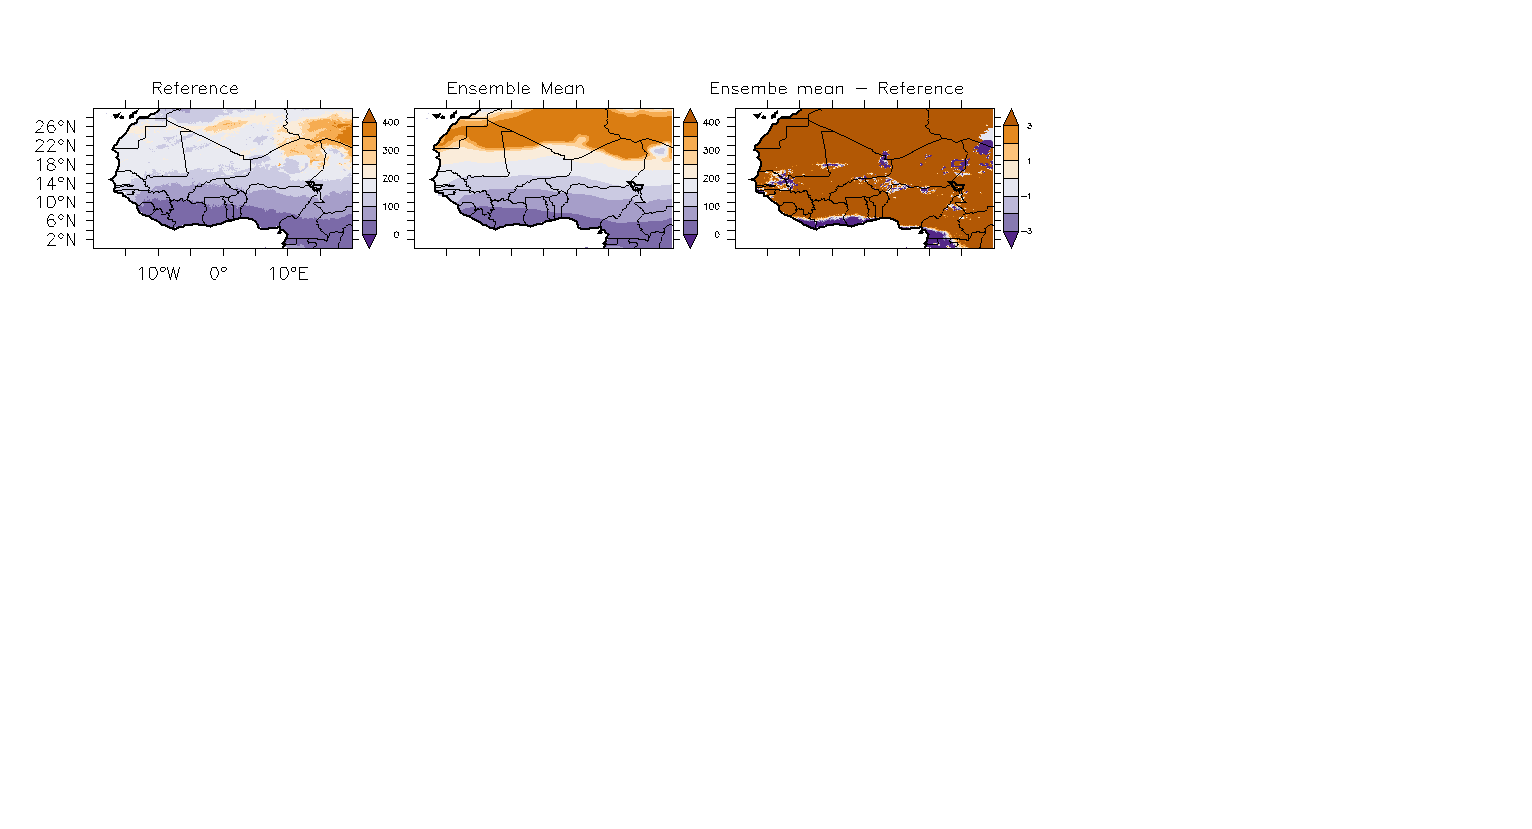 Reference
Ensemble Mean
Ensembe mean − Reference
26°N
22°N
18°N
14°N
10°N
6°N
2°N
10°W 0° 10°E
400
300
200
100
0
400
300
200
100
0
3
1
−1
−3